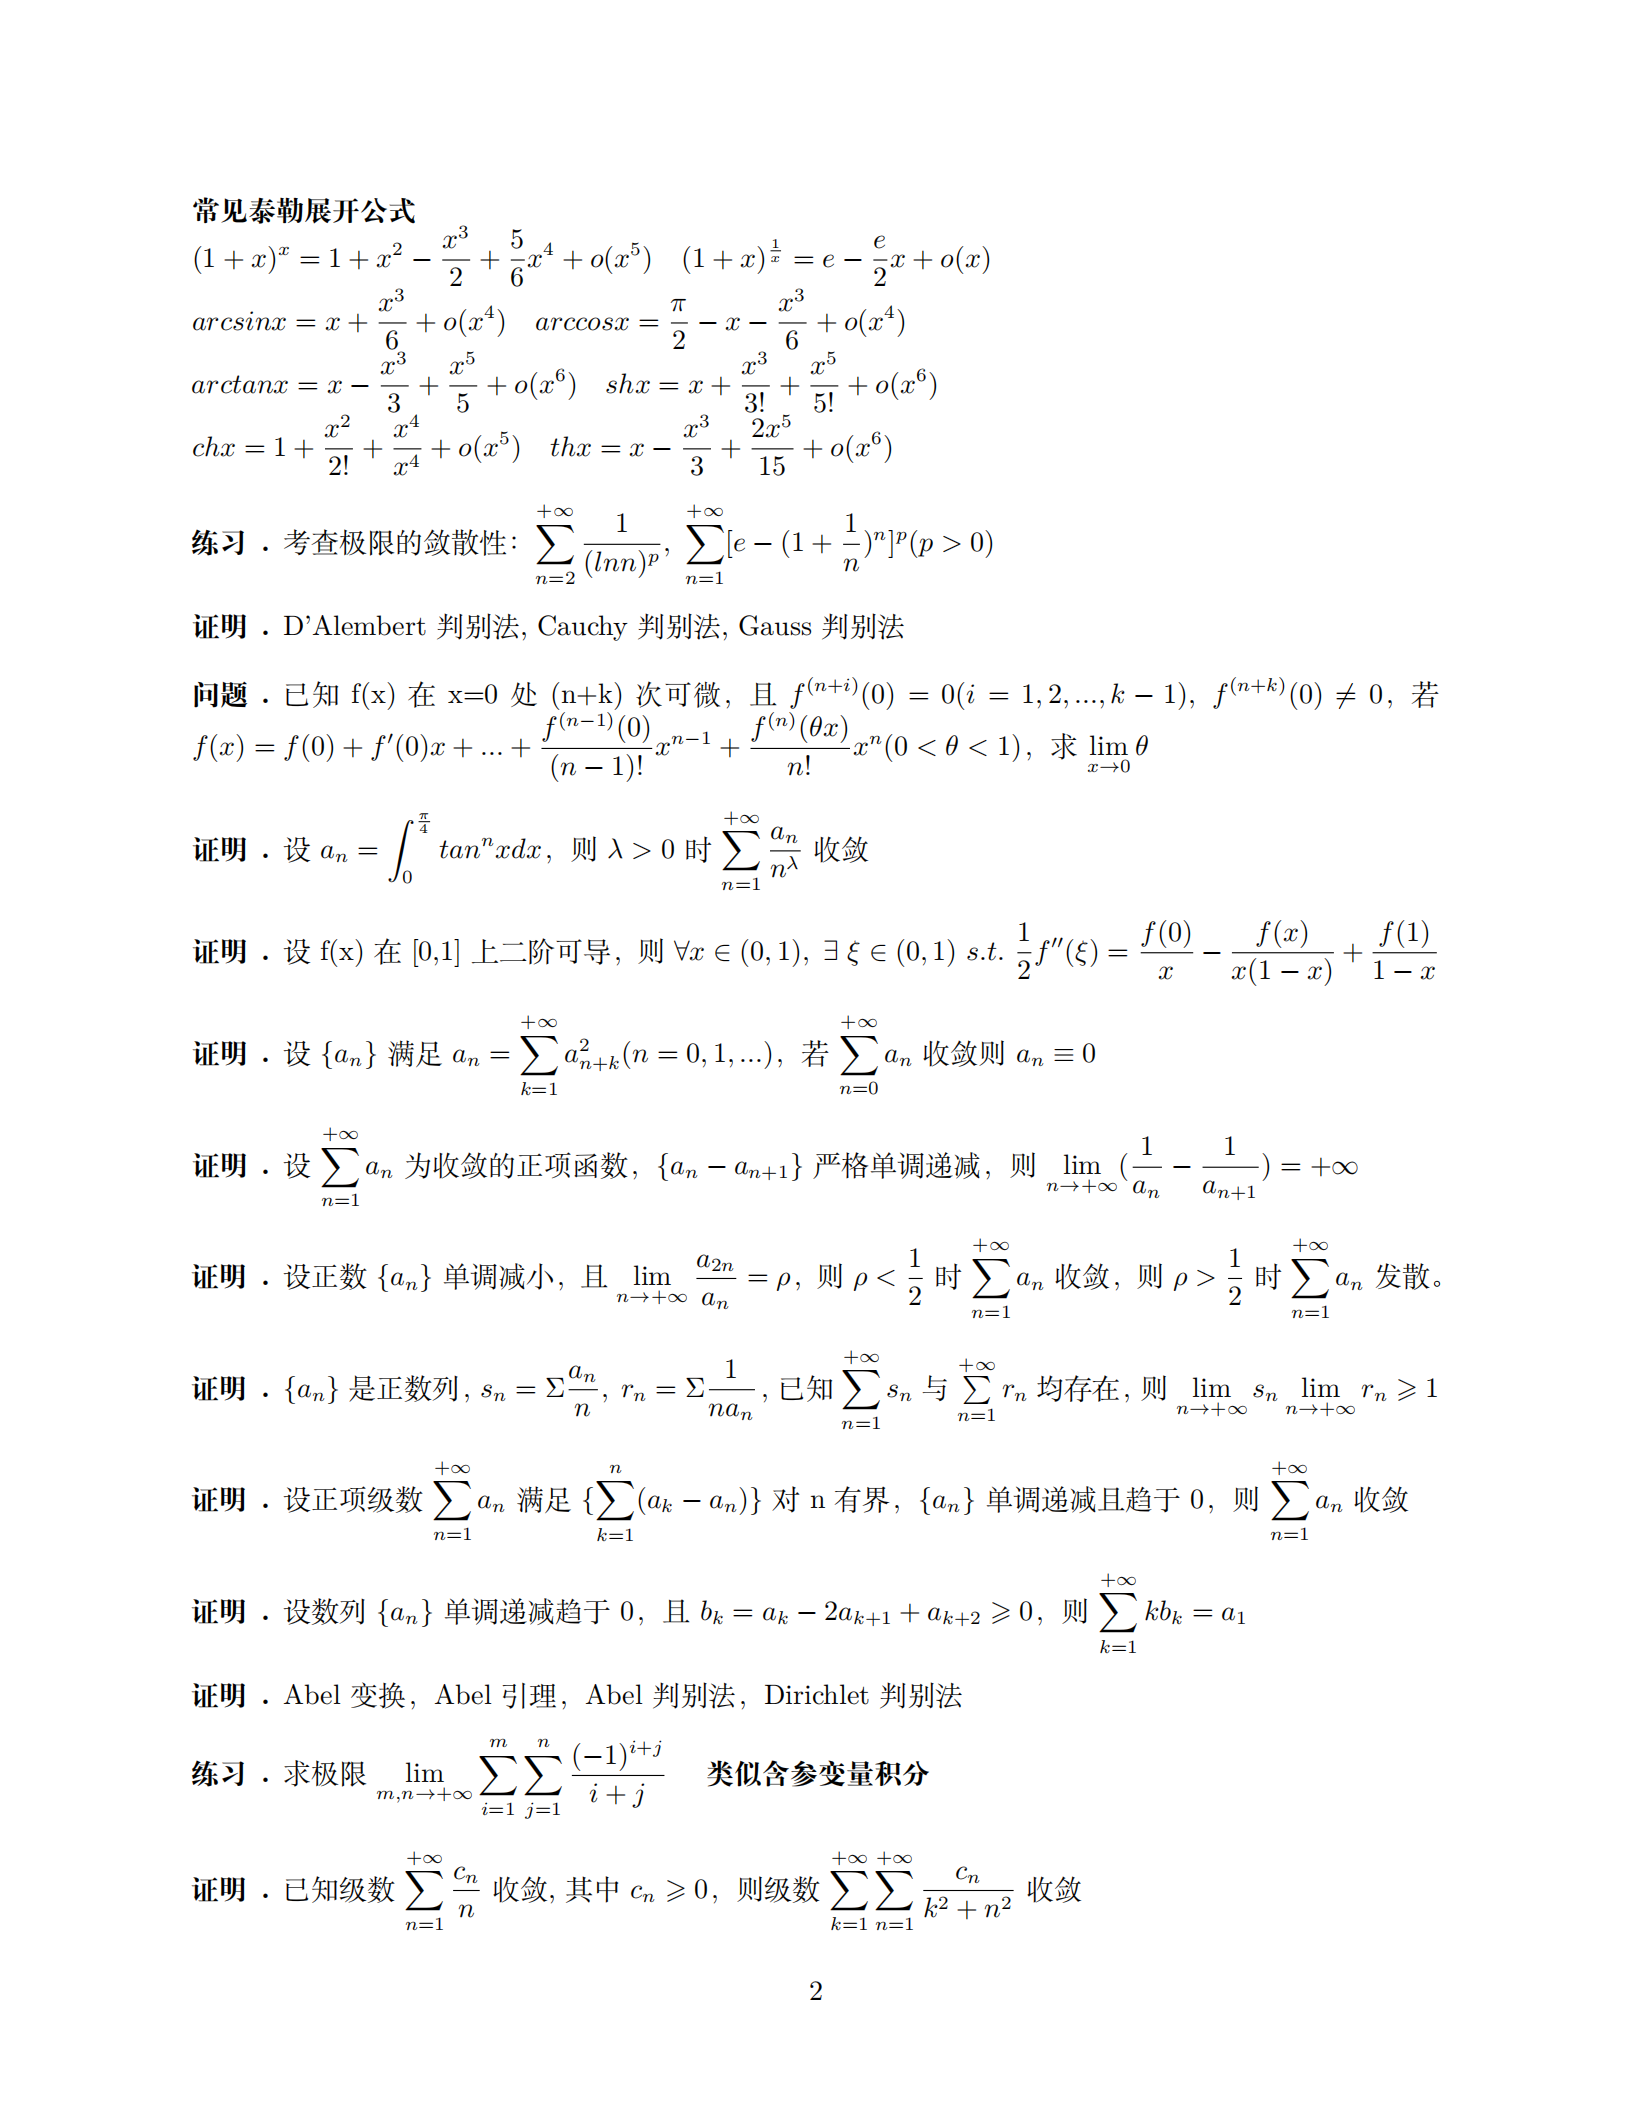 常见泰勒展开公式
$(1+x)^x = 1 + x^2 - \frac{x^3}{2} + \frac{5}{6}x^4 + o(x^5)$ $(1+x)^{\frac{1}{x}} = e - \frac{e}{2}x + o(x)$
$arcsinx = x + \frac{x^3}{6} + o(x^4)$ $arccosx = \frac{\pi}{2} - x - \frac{x^3}{6} + o(x^4)$
$arctanx = x - \frac{x^3}{3} + \frac{x^5}{5} + o(x^6)$ $shx = x + \frac{x^3}{3!} + \frac{x^5}{5!} + o(x^6)$
$chx = 1 + \frac{x^2}{2!} + \frac{x^4}{x^4} + o(x^5)$ $thx = x - \frac{x^3}{3} + \frac{2x^5}{15} + o(x^6)$
练习．考查极限的敛散性：$\sum_{n=2}^{+\infty} \frac{1}{(lnn)^p}$, $\sum_{n=1}^{+\infty} [e - (1+\frac{1}{n})^n]^p (p > 0)$
证明．D'Alembert 判别法, Cauchy 判别法, Gauss 判别法
问题．已知 f(x) 在 x=0 处 (n+k) 次可微，且 $f^{(n+i)}(0) = 0(i = 1, 2, ..., k-1)$，$f^{(n+k)}(0) \neq 0$，若
$f(x) = f(0) + f'(0)x + ... + \frac{f^{(n-1)}(0)}{(n-1)!}x^{n-1} + \frac{f^{(n)}(\theta x)}{n!}x^n (0 < \theta < 1)$，求 $\lim_{x \to 0} \theta$
证明．设 $a_n = \int_0^{\frac{\pi}{4}} tan^n xdx$，则 $\lambda > 0$ 时 $\sum_{n=1}^{+\infty} \frac{a_n}{n^\lambda}$ 收敛
证明．设 f(x) 在 [0,1] 上二阶可导，则 $\forall x \in (0,1), \exists \xi \in (0,1)\ s.t.\ \frac{1}{2}f''(\xi) = \frac{f(0)}{x} - \frac{f(x)}{x(1-x)} + \frac{f(1)}{1-x}$
证明．设 $\{a_n\}$ 满足 $a_n = \sum_{k=1}^{+\infty} a_{n+k}^2 (n = 0, 1, ...)$，若 $\sum_{n=0}^{+\infty} a_n$ 收敛则 $a_n \equiv 0$
证明．设 $\sum_{n=1}^{+\infty} a_n$ 为收敛的正项函数，$\{a_n - a_{n+1}\}$ 严格单调递减，则 $\lim_{n \to +\infty} (\frac{1}{a_n} - \frac{1}{a_{n+1}}) = +\infty$
证明．设正数 $\{a_n\}$ 单调减小，且 $\lim_{n \to +\infty} \frac{a_{2n}}{a_n} = \rho$，则 $\rho < \frac{1}{2}$ 时 $\sum_{n=1}^{+\infty} a_n$ 收敛，则 $\rho > \frac{1}{2}$ 时 $\sum_{n=1}^{+\infty} a_n$ 发散。
证明．$\{a_n\}$ 是正数列, $s_n = \Sigma \frac{a_n}{n}$, $r_n = \Sigma \frac{1}{na_n}$, 已知 $\sum_{n=1}^{+\infty} s_n$ 与 $\sum_{n=1}^{+\infty} r_n$ 均存在, 则 $\lim_{n \to +\infty} s_n \lim_{n \to +\infty} r_n \geqslant 1$
证明．设正项级数 $\sum_{n=1}^{+\infty} a_n$ 满足 $\{\sum_{k=1}^{n} (a_k - a_n)\}$ 对 n 有界，$\{a_n\}$ 单调递减且趋于 0，则 $\sum_{n=1}^{+\infty} a_n$ 收敛
证明．设数列 $\{a_n\}$ 单调递减趋于 0，且 $b_k = a_k - 2a_{k+1} + a_{k+2} \geqslant 0$，则 $\sum_{k=1}^{+\infty} kb_k = a_1$
证明．Abel 变换，Abel 引理，Abel 判别法，Dirichlet 判别法
练习．求极限 $\lim_{m,n \to +\infty} \sum_{i=1}^{m} \sum_{j=1}^{n} \frac{(-1)^{i+j}}{i+j}$ 类似含参变量积分
证明．已知级数 $\sum_{n=1}^{+\infty} \frac{c_n}{n}$ 收敛, 其中 $c_n \geqslant 0$，则级数 $\sum_{k=1}^{+\infty} \sum_{n=1}^{+\infty} \frac{c_n}{k^2+n^2}$ 收敛
2